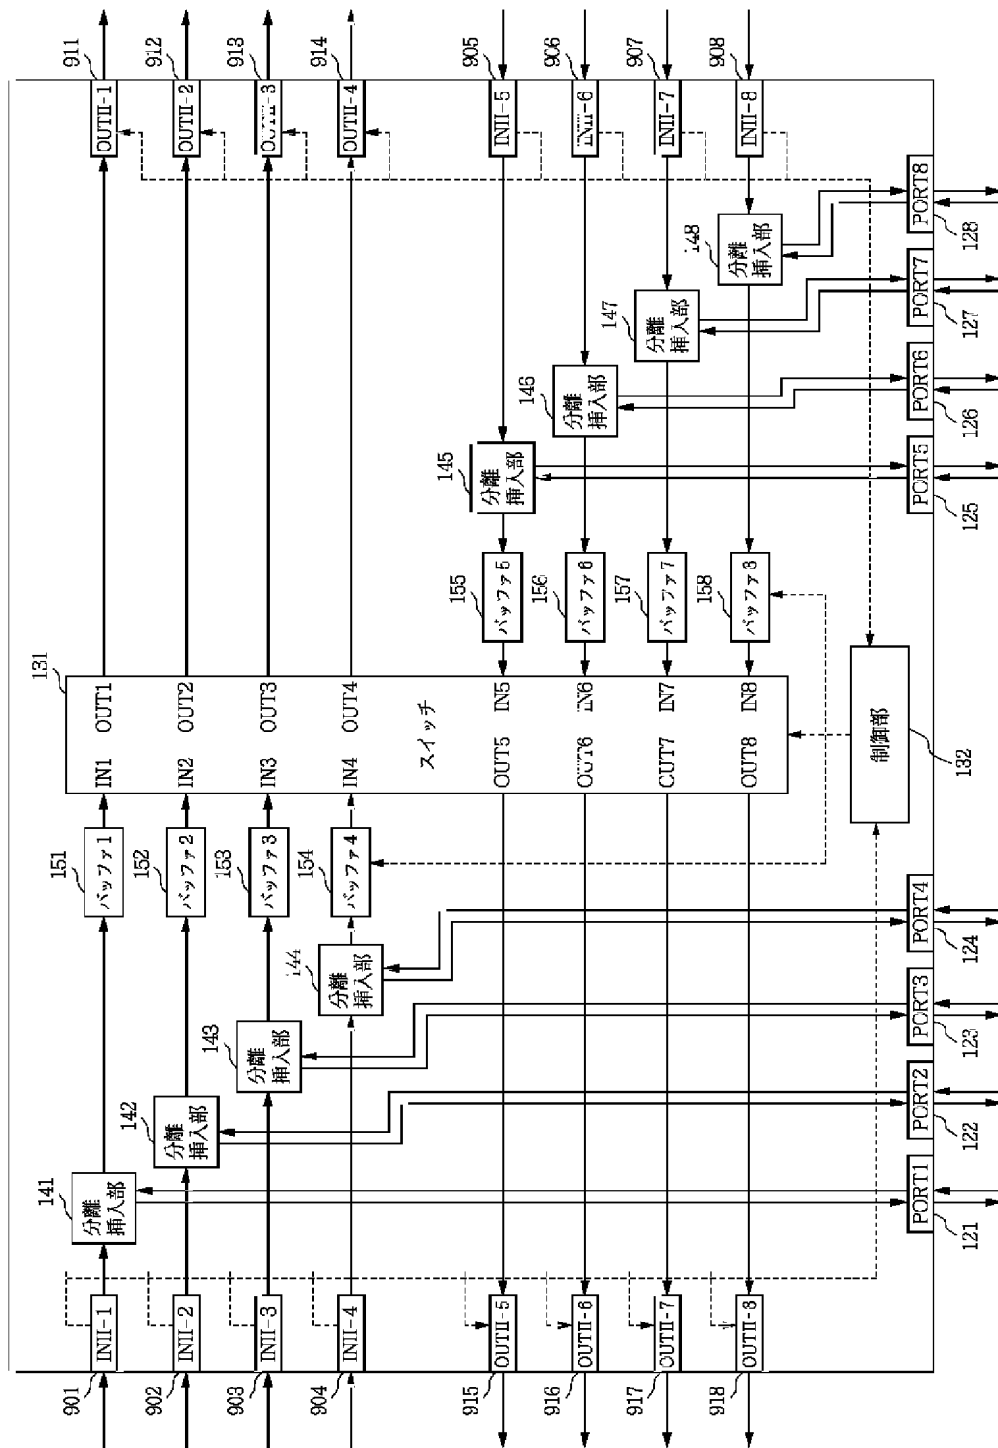 911
OUTII-1
912
OUTII-2
913
OUTII-3
914
OUTII-4
905
INII-5
906
INII-6
907
INII-7
908
INII-8
PORT8
128
PORT7
127
PORT6
126
PORT5
125
148
分離
挿入部
147
分離
挿入部
146
分離
挿入部
145
分離
挿入部
155
バッファ5
156
バッファ6
157
バッファ7
158
バッファ8
131
OUT1
OUT2
OUT3
OUT4
IN5
IN6
IN7
IN8
スイッチ
IN1
IN2
IN3
IN4
OUT5
OUT6
OUT7
OUT8
制御部
132
151
バッファ1
152
バッファ2
153
バッファ3
154
バッファ4
144
分離
挿入部
143
分離
挿入部
142
分離
挿入部
141
分離
挿入部
PORT4
124
PORT3
123
PORT2
122
PORT1
121
INII-1
901
INII-2
902
INII-3
903
INII-4
904
OUTII-5
915
OUTII-6
916
OUTII-7
917
OUTII-8
918